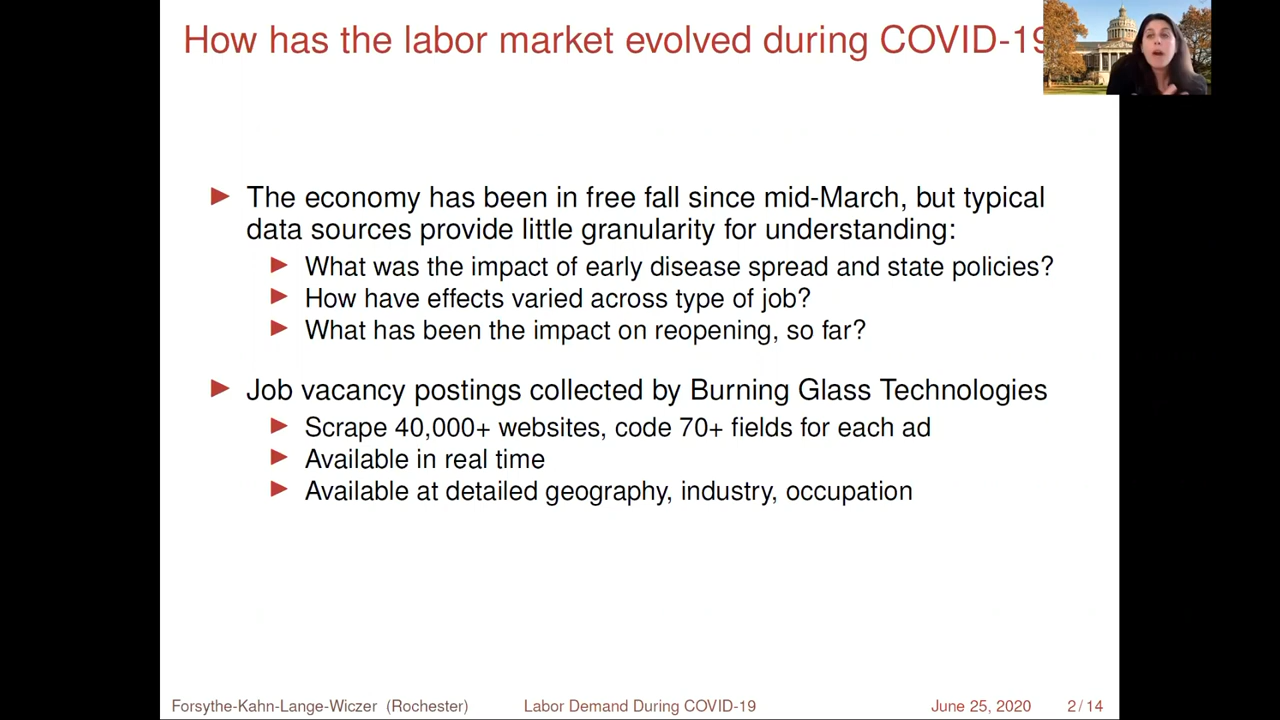 How has the labor market evolved during COVID-19
The economy has been in free fall since mid-March, but typical
data sources provide little granularity for understanding:
What was the impact of early disease spread and state policies?
How have effects varied across type of job?
What has been the impact on reopening, so far?
Job vacancy postings collected by Burning Glass Technologies
Scrape 40,000+ websites, code 70+ fields for each ad
Available in real time
Available at detailed geography, industry, occupation
Forsythe-Kahn-Lange-Wiczer (Rochester) Labor Demand During COVID-19 June 25, 2020 2 / 14